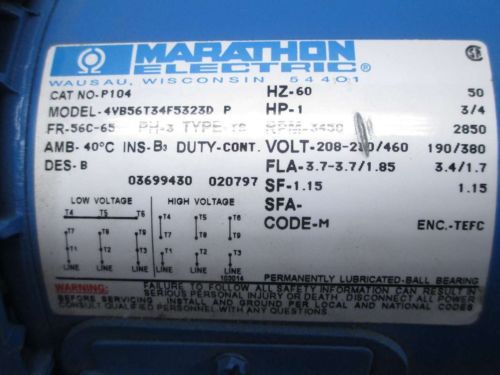 MARATHON
ELECTRIC®
WAUSAU, WISCONSIN 54401
CAT NO-P104 HZ-60 50
MODEL-4VB56T34F5323D P HP-1 3/4
FR-56C-65 PH-3 TYPE- RPM-3450 2850
AMB-40°C INS-B3 DUTY-CONT. VOLT-208-230/460 190/380
DES-B FLA-3.7-3.7/1.85 3.4/1.7
03699430 020797 SF-1.15 1.15
SFA-
CODE-M ENC.-TEFC
LOW VOLTAGE HIGH VOLTAGE
T4 T5 T6 T4 T5 T6
T7 T8 T9 T7 T8 T9
T1 T2 T3 T1 T2 T3
LINE LINE LINE LINE LINE LINE
103014 PERMANENTLY LUBRICATED-BALL BEARING
WARNING: FAILURE TO FOLLOW ALL SAFETY INFORMATION CAN RESULT IN
SERIOUS PERSONAL INJURY OR DEATH. DISCONNECT ALL POWER
BEFORE SERVICING. INSTALL AND GROUND PER LOCAL AND NATIONAL CODES
CONSULT QUALIFIED PERSONNEL WITH ANY QUESTIONS